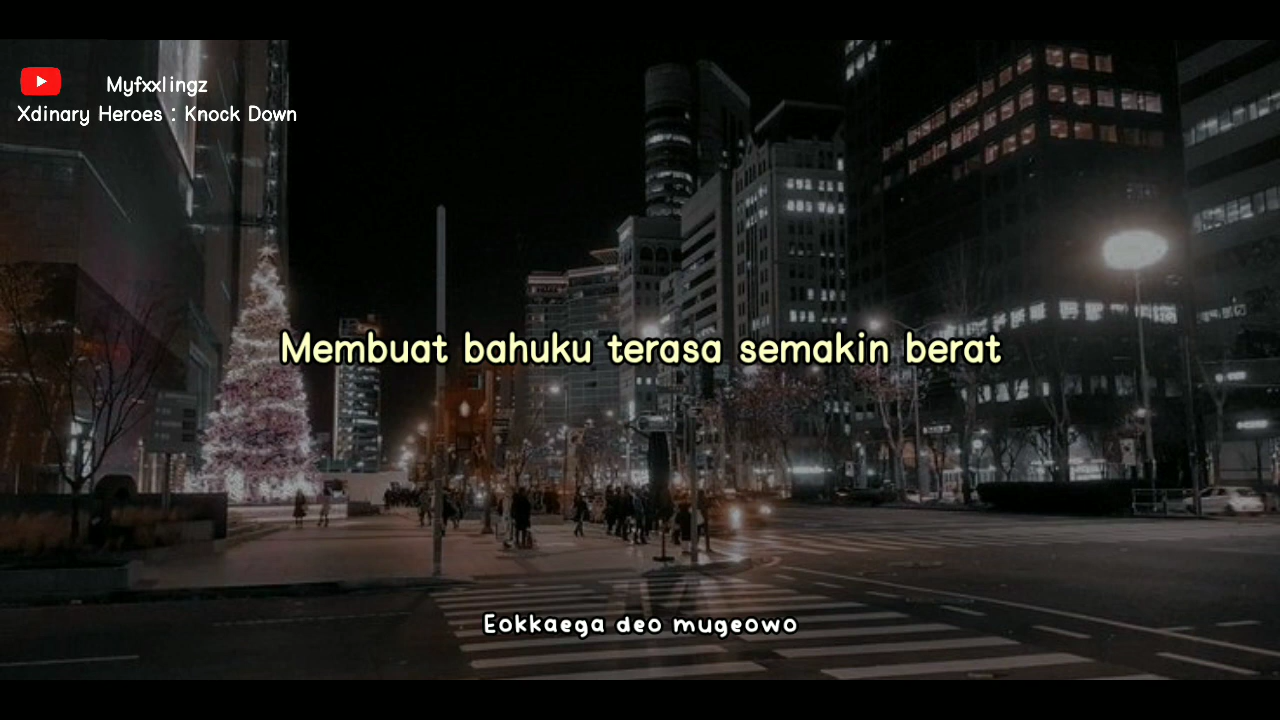 Myfxxlingz
Xdinary Heroes : Knock Down
Membuat bahuku terasa semakin berat
Eokkaega deo mugeowo